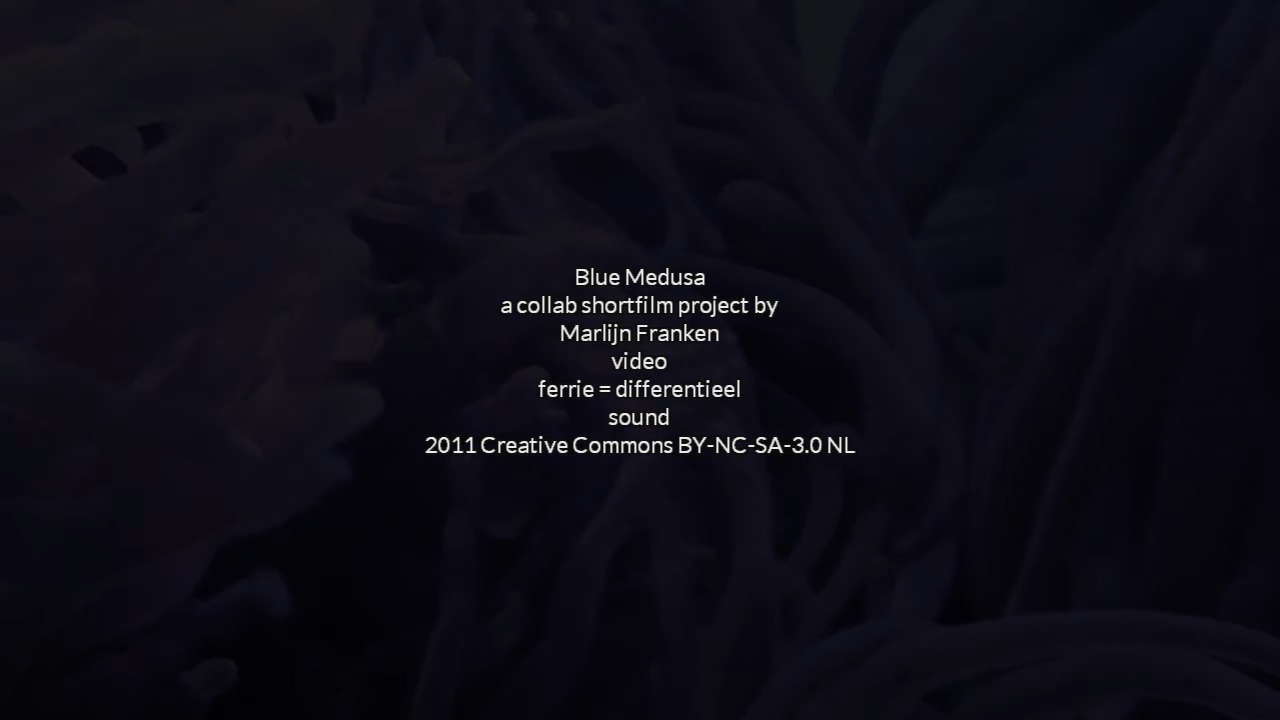 Blue Medusa
a collab shortfilm project by
Marlijn Franken
video
ferrie = differentieel
sound
2011 Creative Commons BY-NC-SA-3.0 NL